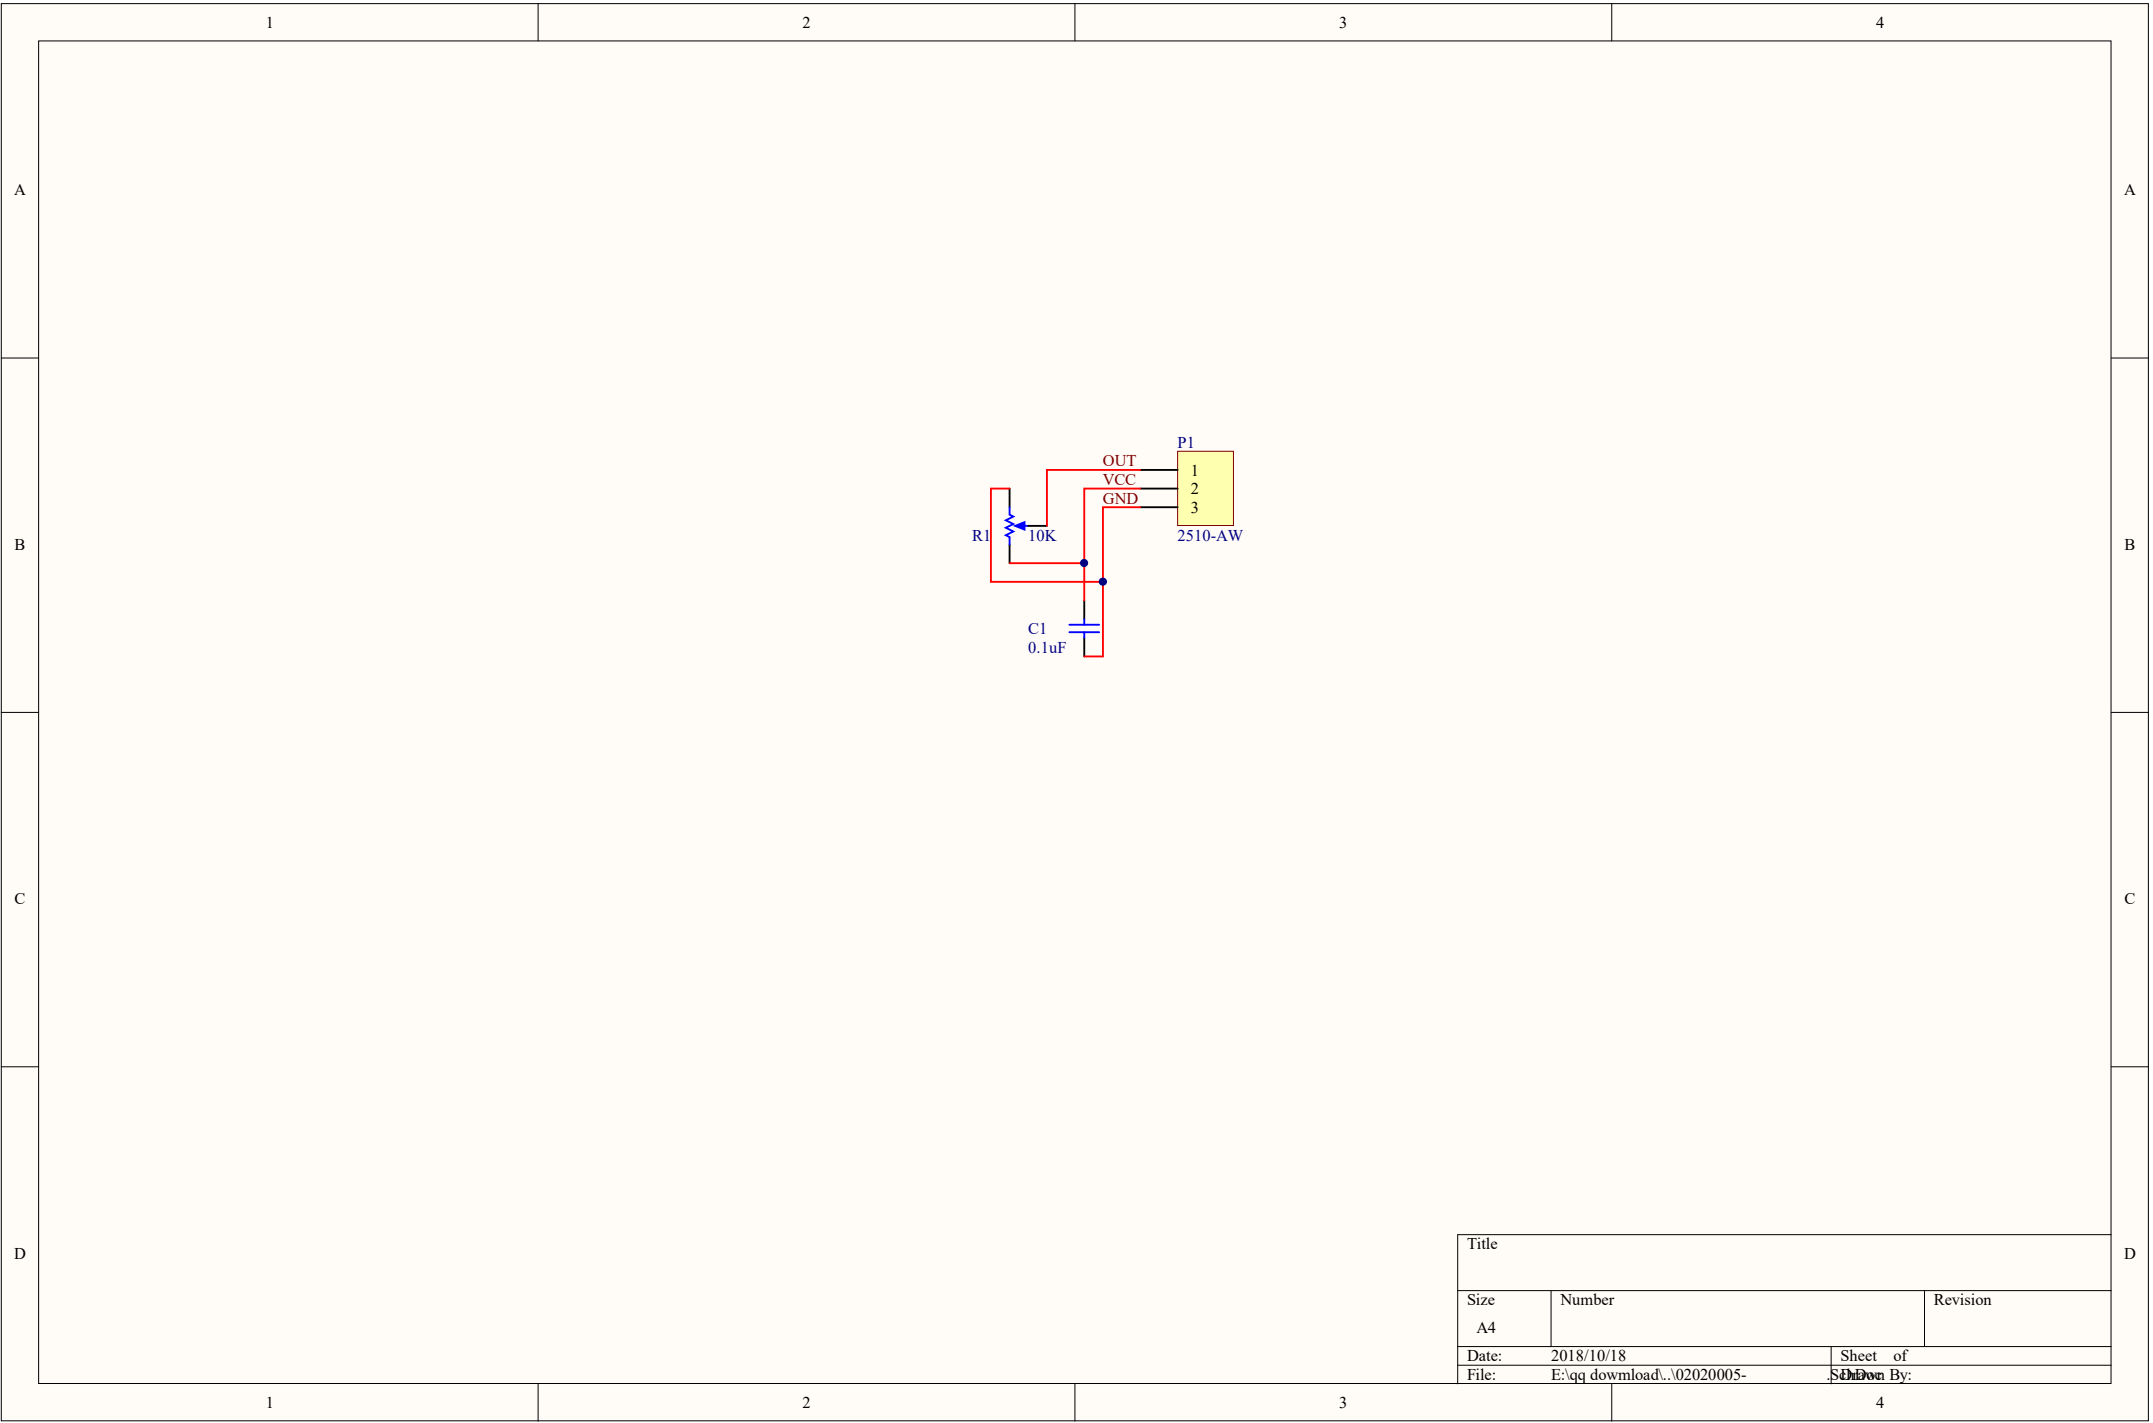 1 2 3 4
A A
P1
OUT 1
VCC 2
GND 3
R1 10K 2510-AW
B B
C1
0.1uF
C C
Title
D D
Size Number Revision
A4
Date: 2018/10/18 Sheet of
File: E:\qq dowmload\..\02020005- .SchDoc Drawn By:
1 2 3 4